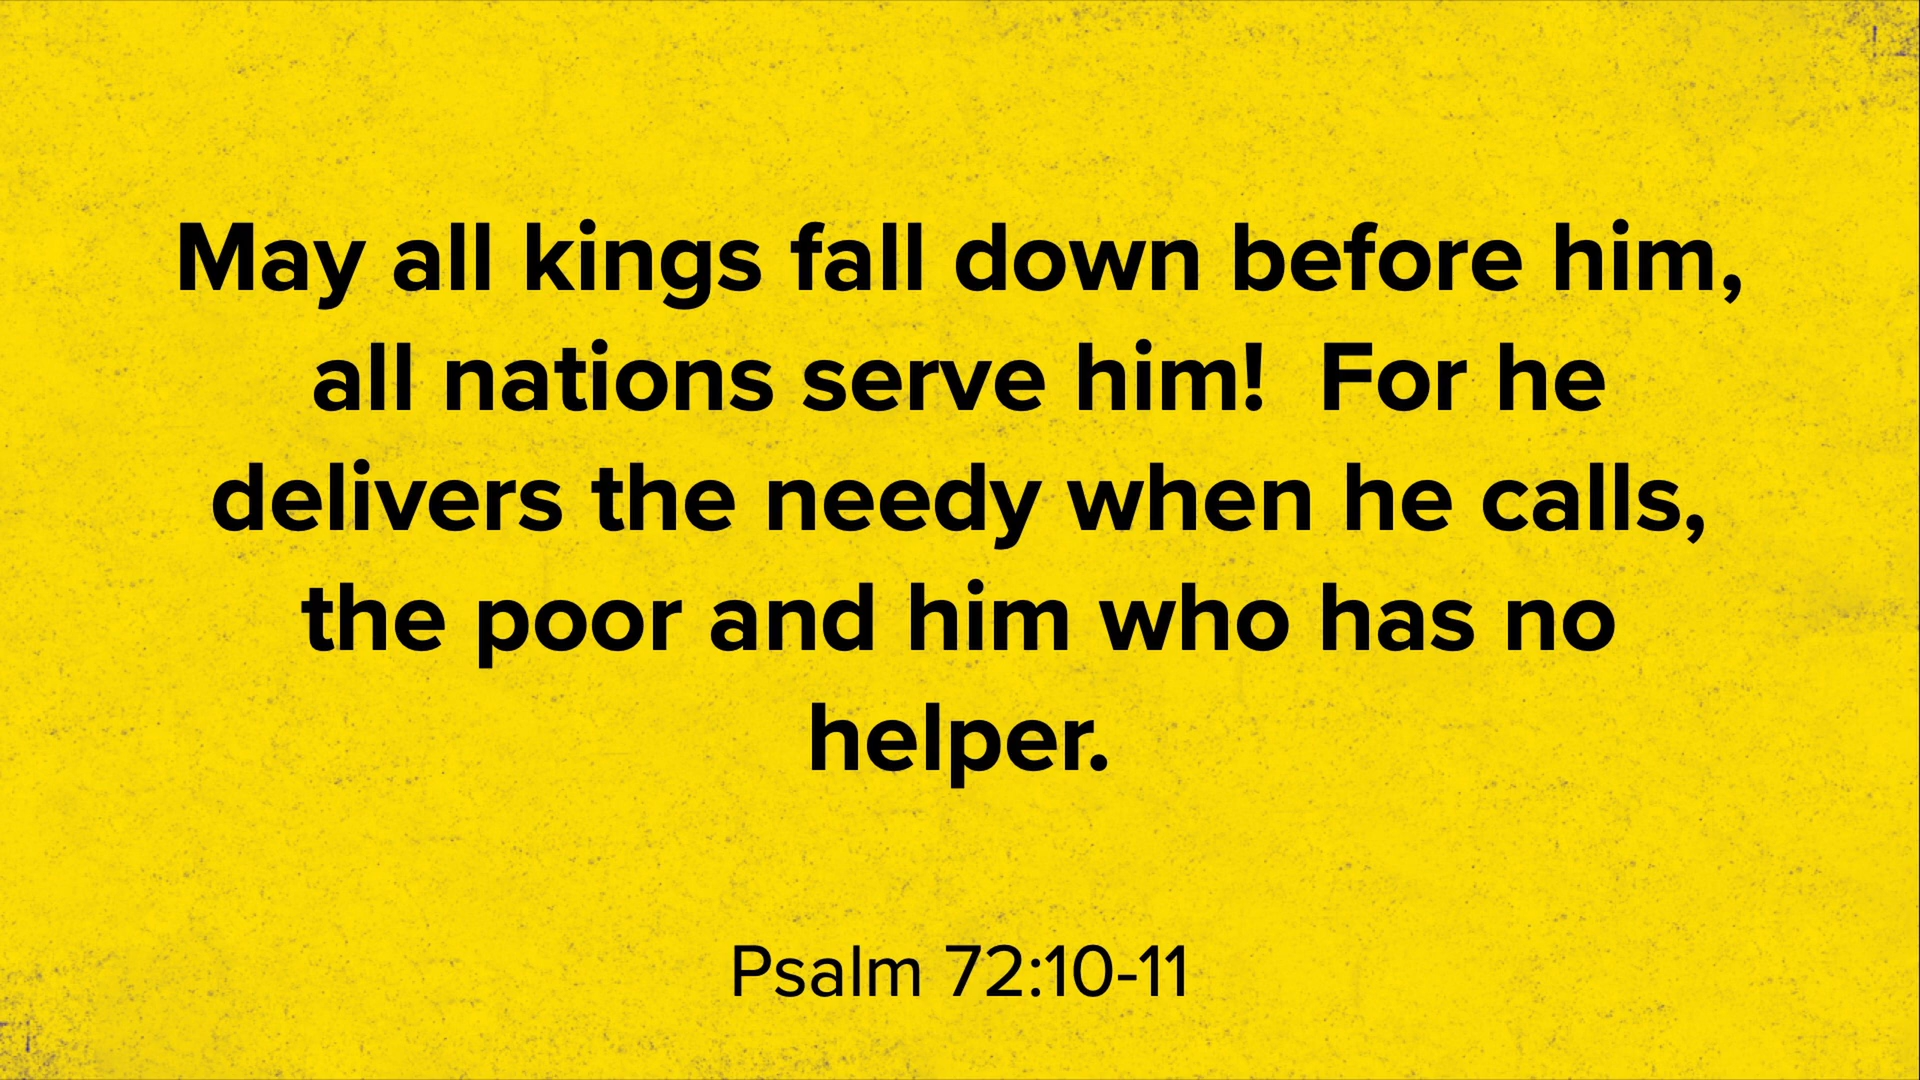 May all kings fall down before him,
all nations serve him!  For he
delivers the needy when he calls,
the poor and him who has no
helper.
Psalm 72:10-11